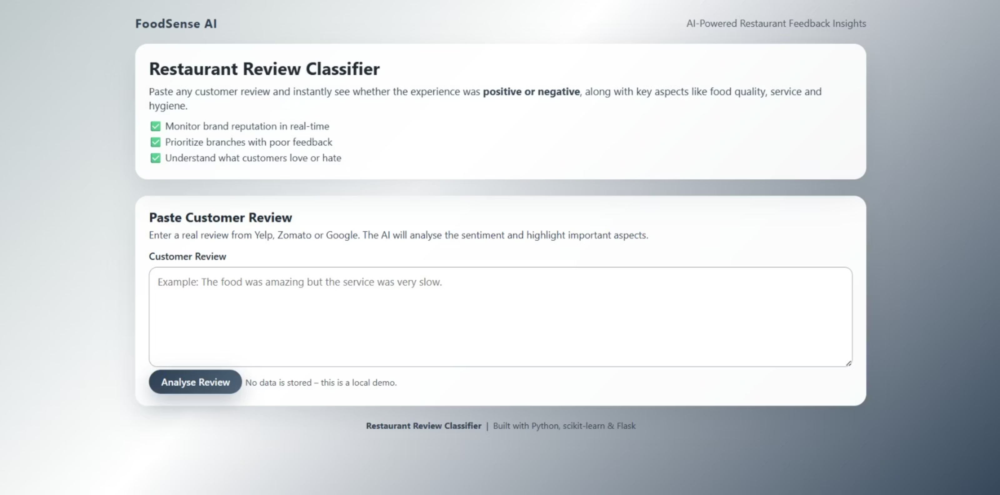 FoodSense AI
AI-Powered Restaurant Feedback Insights
Restaurant Review Classifier
Paste any customer review and instantly see whether the experience was positive or negative, along with key aspects like food quality, service and
hygiene.
✅ Monitor brand reputation in real-time
✅ Prioritize branches with poor feedback
✅ Understand what customers love or hate
Paste Customer Review
Enter a real review from Yelp, Zomato or Google. The AI will analyse the sentiment and highlight important aspects.
Customer Review
Example: The food was amazing but the service was very slow.
Analyse Review No data is stored – this is a local demo.
Restaurant Review Classifier | Built with Python, scikit-learn & Flask